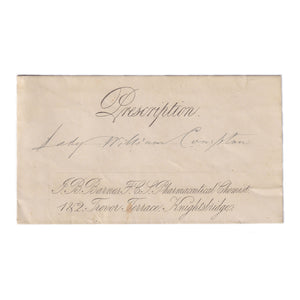 Prescription.
Lady William Compton
J. B. Barnes, F.C.S. Pharmaceutical Chemist.
1 & 2 Trevor Terrace, Knightsbridge.